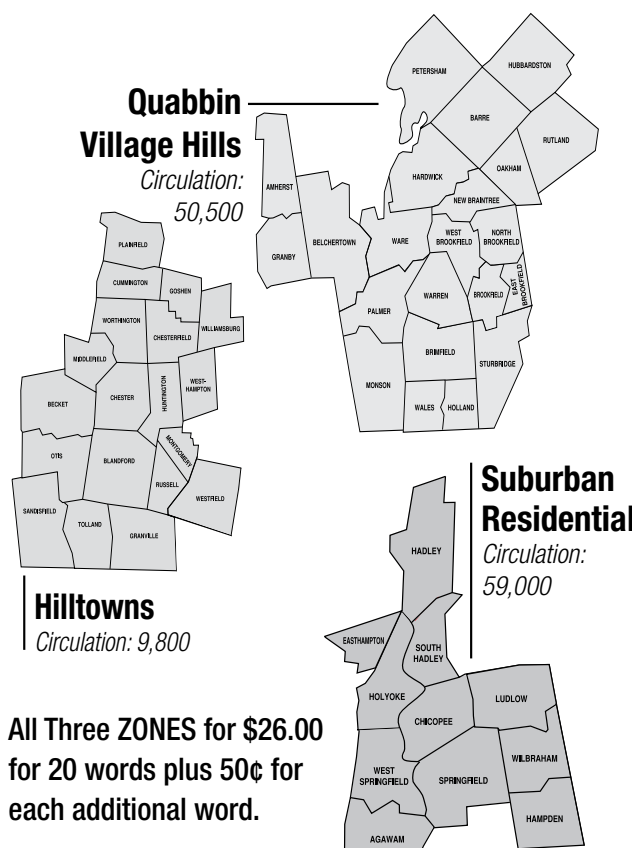 Quabbin
Village Hills
Circulation:
50,500
PETERSHAM
HUBBARDSTON
BARRE
RUTLAND
OAKHAM
HARDWICK
NEW BRAINTREE
AMHERST
GRANBY
BELCHERTOWN
WARE
WEST
BROOKFIELD
NORTH
BROOKFIELD
PALMER
WARREN
BROOKFIELD
EAST
BROOKFIELD
BRIMFIELD
STURBRIDGE
MONSON
WALES
HOLLAND
PLAINFIELD
CUMMINGTON
GOSHEN
WORTHINGTON
CHESTERFIELD
WILLIAMSBURG
MIDDLEFIELD
BECKET
CHESTER
HUNTINGTON
WEST-
HAMPTON
MONTGOMERY
OTIS
BLANDFORD
RUSSELL
WESTFIELD
SANDISFIELD
TOLLAND
GRANVILLE
Hilltowns
Circulation: 9,800
Suburban
Residential
Circulation:
59,000
HADLEY
EASTHAMPTON
SOUTH
HADLEY
HOLYOKE
CHICOPEE
LUDLOW
WEST
SPRINGFIELD
SPRINGFIELD
WILBRAHAM
HAMPDEN
AGAWAM
All Three ZONES for $26.00
for 20 words plus 50¢ for
each additional word.